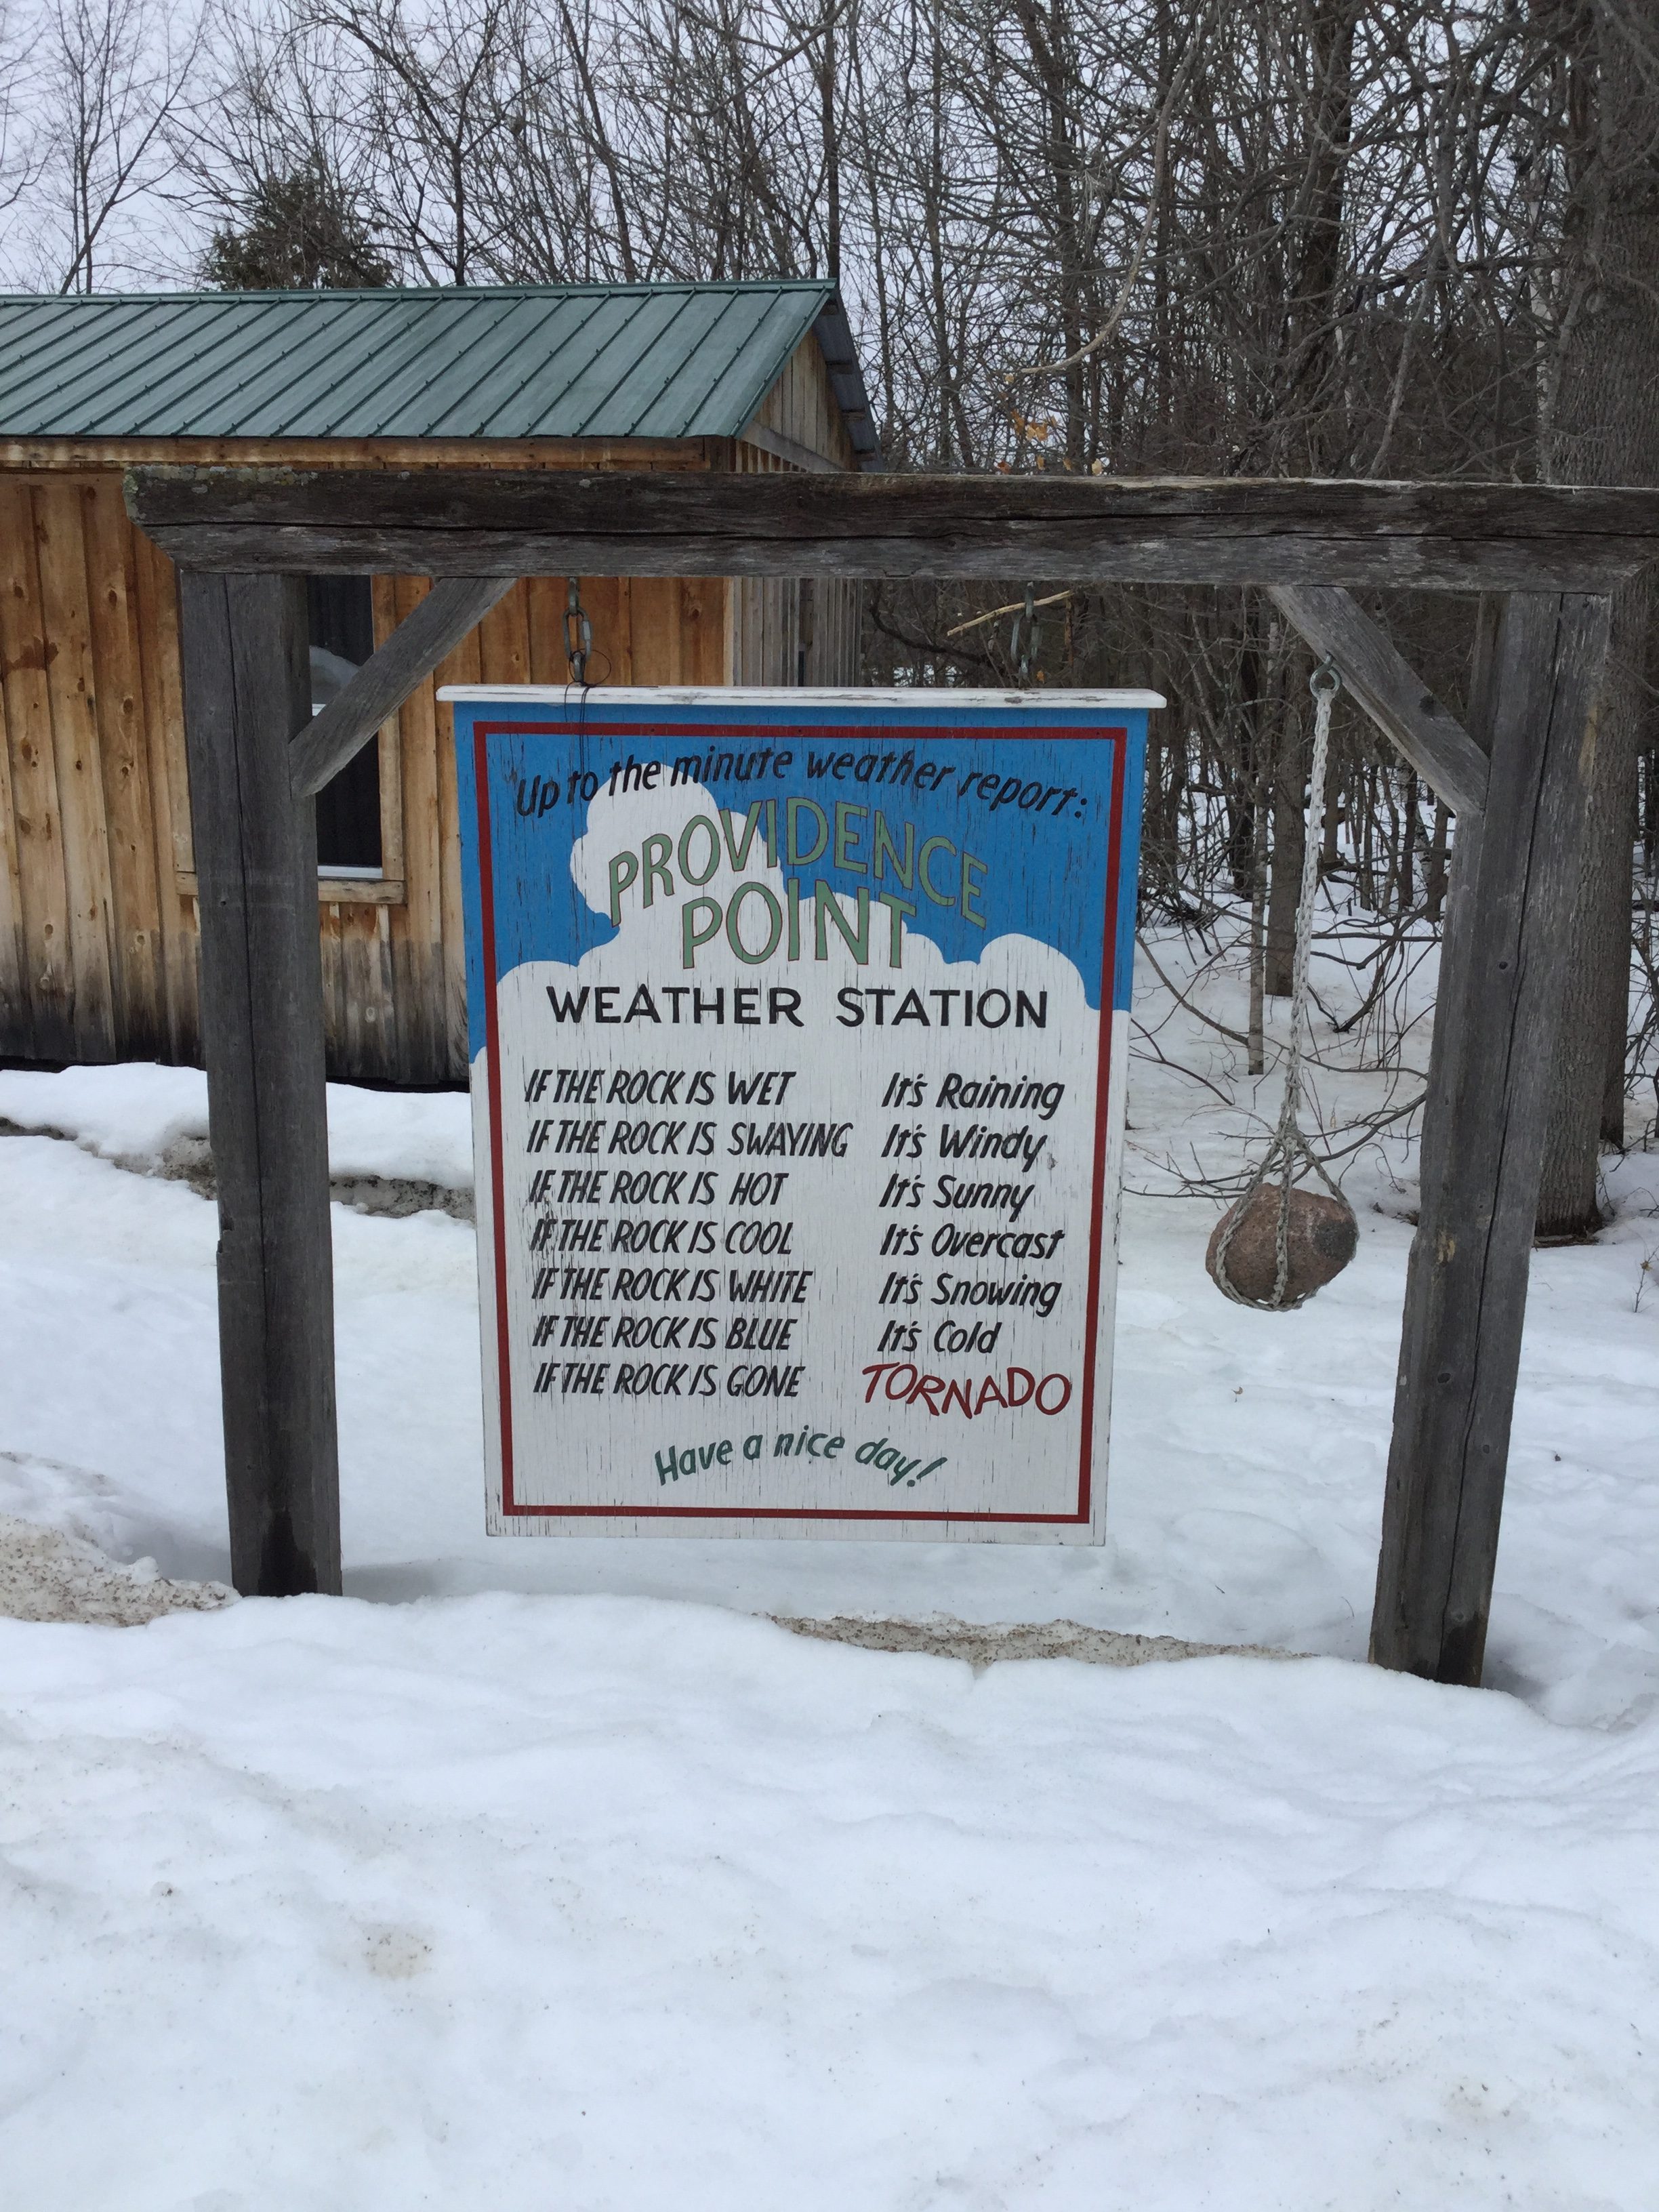 Up to the minute weather report:
PROVIDENCE
POINT
WEATHER STATION
IF THE ROCK IS WET It's Raining
IF THE ROCK IS SWAYING It's Windy
IF THE ROCK IS HOT It's Sunny
IF THE ROCK IS COOL It's Overcast
IF THE ROCK IS WHITE It's Snowing
IF THE ROCK IS BLUE It's Cold
IF THE ROCK IS GONE TORNADO
Have a nice day!